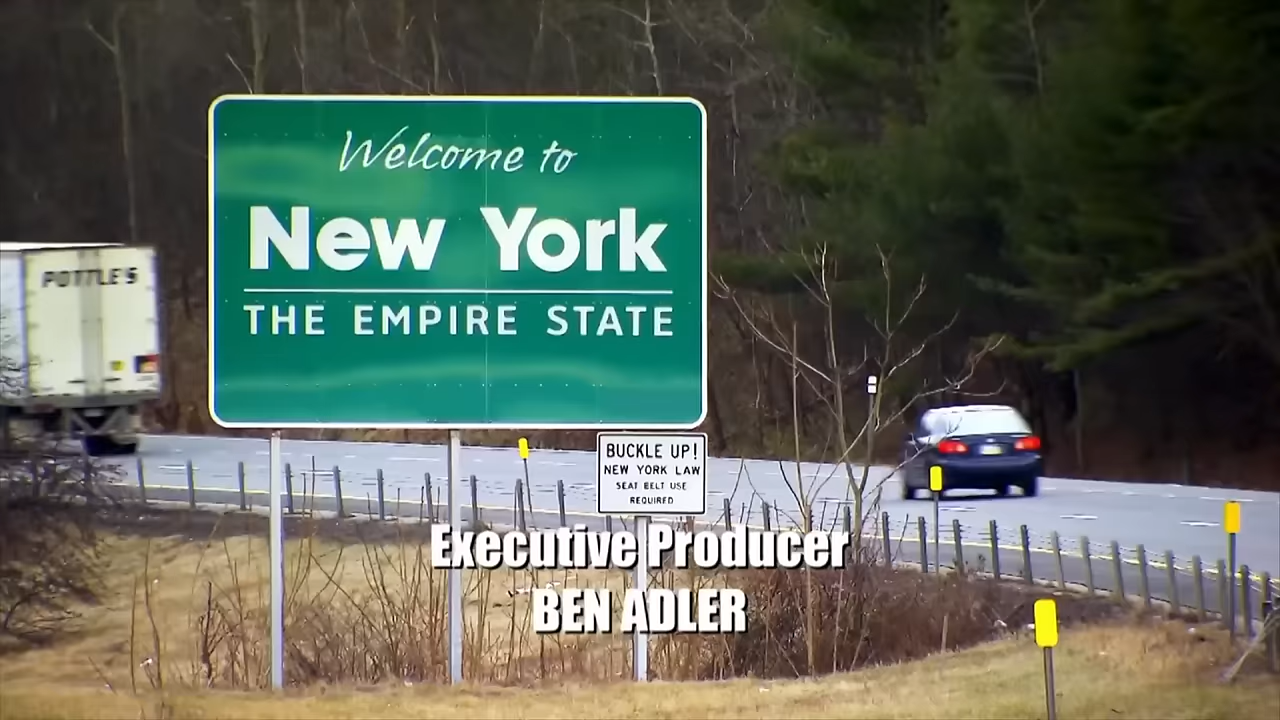 Welcome to
New York
THE EMPIRE STATE
POTTLE'S
BUCKLE UP!
NEW YORK LAW
SEAT BELT USE
REQUIRED
Executive Producer
BEN ADLER